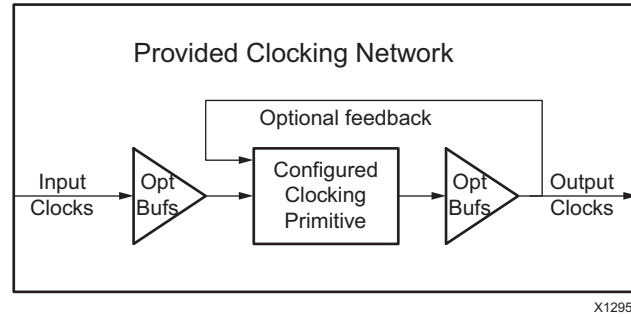 Provided Clocking Network
Optional feedback
Input
Clocks
Opt
Bufs
Configured
Clocking
Primitive
Opt
Bufs
Output
Clocks
X1295